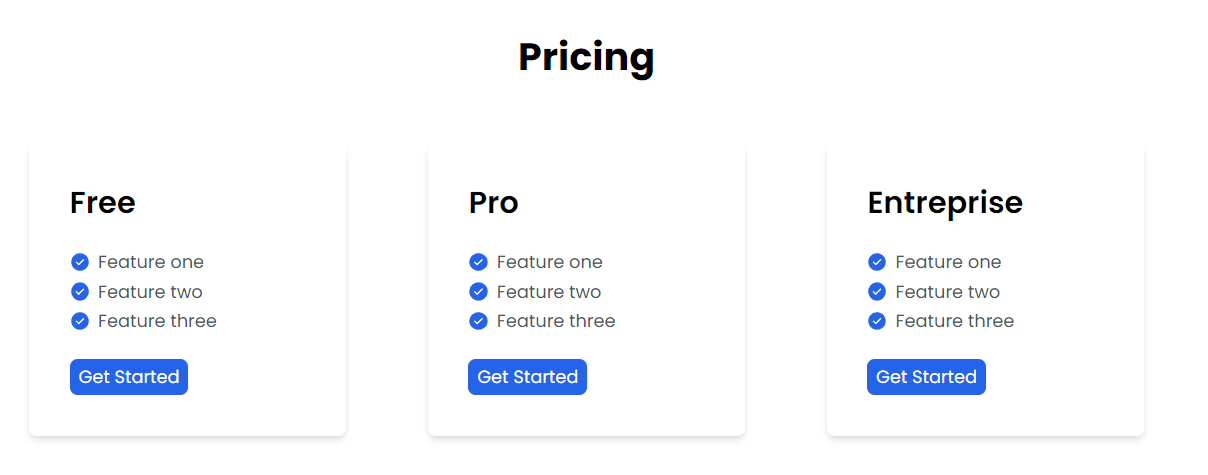 Pricing
Free
Feature one
Feature two
Feature three
Get Started
Pro
Feature one
Feature two
Feature three
Get Started
Entreprise
Feature one
Feature two
Feature three
Get Started